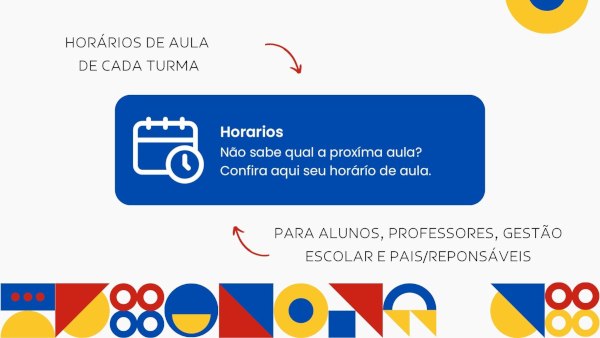 HORÁRIOS DE AULA
DE CADA TURMA
Horarios
Não sabe qual a proxíma aula?
Confira aqui seu horárío de aula.
PARA ALUNOS, PROFESSORES, GESTÃO
ESCOLAR E PAIS/REPONSÁVEIS